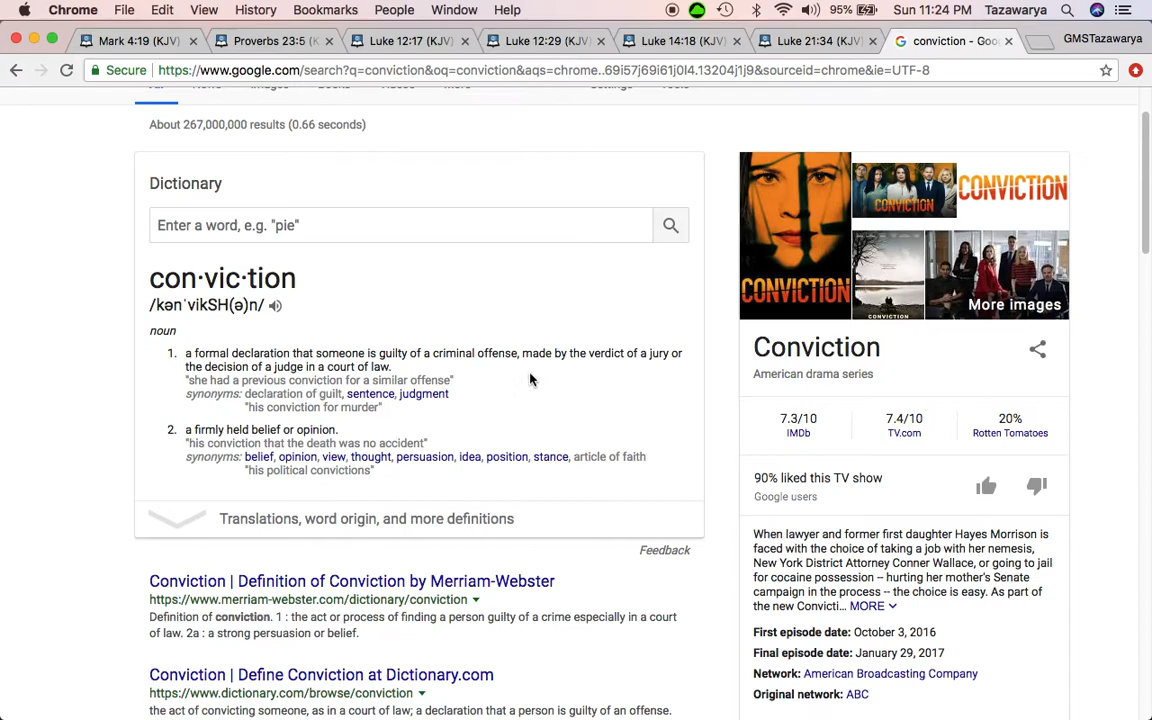 Chrome File Edit View History Bookmarks People Window Help 95% Sun 11:24 PM Tazawarya
Mark 4:19 (KJV) Proverbs 23:5 ( Luke 12:17 (KJV) Luke 12:29 (KJV) Luke 14:18 (KJV) Luke 21:34 (KJV) conviction - Goo GMSTazawarya
Secure https://www.google.com/search?q=conviction&oq=conviction&aqs=chrome..69i57j69i61j0l4.13204j1j9&sourceid=chrome&ie=UTF-8
About 267,000,000 results (0.66 seconds)
Dictionary
Enter a word, e.g. "pie"
con·vic·tion
/kənˈvikSH(ə)n/
noun
1. a formal declaration that someone is guilty of a criminal offense, made by the verdict of a jury or
the decision of a judge in a court of law.
"she had a previous conviction for a similar offense"
synonyms: declaration of guilt, sentence, judgment
"his conviction for murder"
2. a firmly held belief or opinion.
"his conviction that the death was no accident"
synonyms: belief, opinion, view, thought, persuasion, idea, position, stance, article of faith
"his political convictions"
Translations, word origin, and more definitions
Feedback
Conviction | Definition of Conviction by Merriam-Webster
https://www.merriam-webster.com/dictionary/conviction
Definition of conviction. 1 : the act or process of finding a person guilty of a crime especially in a court
of law. 2a : a strong persuasion or belief.
Conviction | Define Conviction at Dictionary.com
https://www.dictionary.com/browse/conviction
the act of convicting someone, as in a court of law; a declaration that a person is guilty of an offense.
CONVICTION
CONVICTION
CONVICTION
CONVICTION
More images
Conviction
American drama series
7.3/10 7.4/10 20%
IMDb TV.com Rotten Tomatoes
90% liked this TV show
Google users
When lawyer and former first daughter Hayes Morrison is
faced with the choice of taking a job with her nemesis,
New York District Attorney Conner Wallace, or going to jail
for cocaine possession -- hurting her mother's Senate
campaign in the process -- the choice is easy. As part of
the new Convicti... MORE
First episode date: October 3, 2016
Final episode date: January 29, 2017
Network: American Broadcasting Company
Original network: ABC